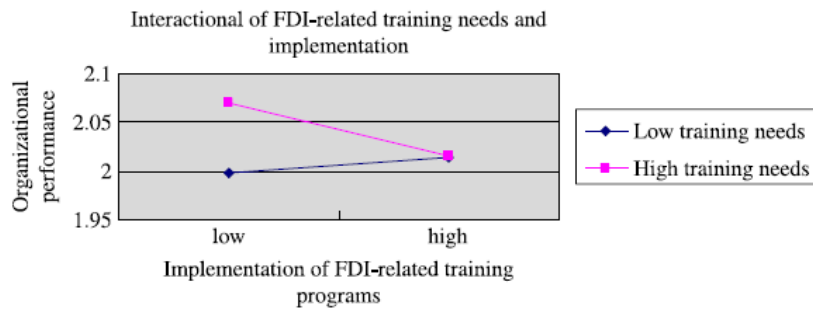 Interactional of FDI-related training needs and
implementation
Organizational
performance
2.1
2.05
2
1.95
low
high
Implementation of FDI-related training
programs
Low training needs
High training needs